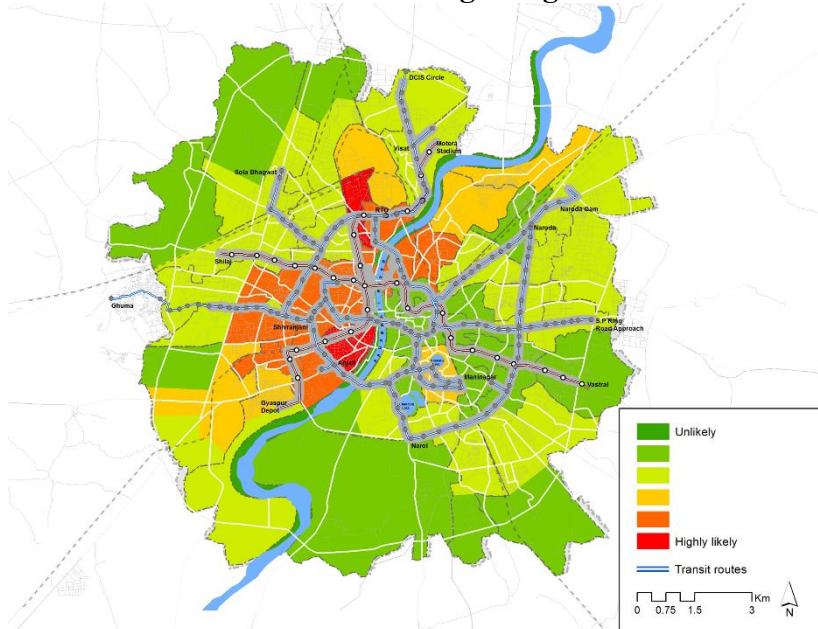 DCIS Circle
Motera
Stadium
Visat
Sola Bhagwat
RTO
Naroda Gam
Naroda
Shilaj
Ghuma
Shivranjani
S.P Ring
Road Approach
Maninagar
Vastral
Gyaspur
Depot
Narol
Unlikely
Highly likely
Transit routes
Km
0 0.75 1.5 3
N